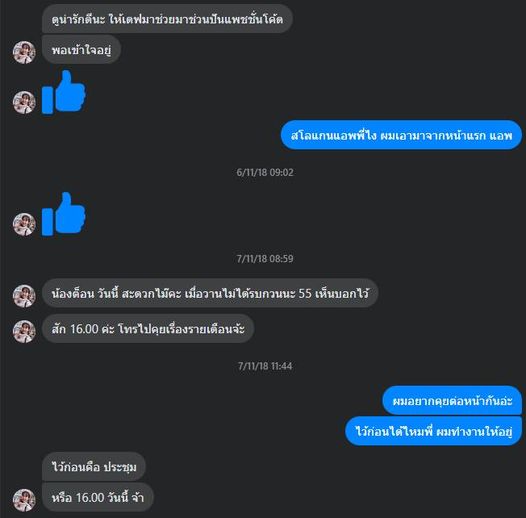 ดูน่ารักดีนะ ให้เดฟมาช่วยมาช่วนปันแพชชั่นโค้ด
พอเข้าใจอยู่
สโลแกนแอพพี่ไง ผมเอามาจากหน้าแรก แอพ
6/11/18 09:02
7/11/18 08:59
น้องต็อน วันนี้ สะดวกไม๊คะ เมื่อวานไม่ได้รบกวนนะ 55 เห็นบอกไว้
สัก 16.00 ค่ะ โทรไปคุยเรื่องรายเดือนจ้ะ
7/11/18 11:44
ผมอยากคุยต่อหน้ากันอ่ะ
ไว้ก่อนได้ไหมพี่ ผมทำงานให้อยู่
ไว้ก่อนคือ ประชุม
หรือ 16.00 วันนี้ จ้า